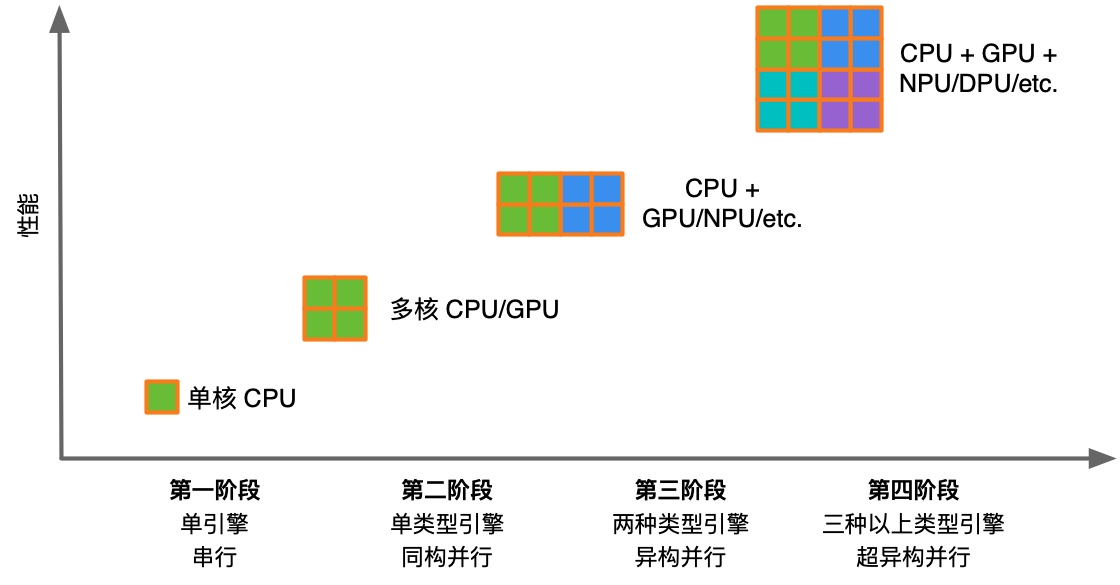 CPU + GPU +
NPU/DPU/etc.
CPU +
GPU/NPU/etc.
性能
多核 CPU/GPU
单核 CPU
第一阶段
单引擎
串行
第二阶段
单类型引擎
同构并行
第三阶段
两种类型引擎
异构并行
第四阶段
三种以上类型引擎
超异构并行